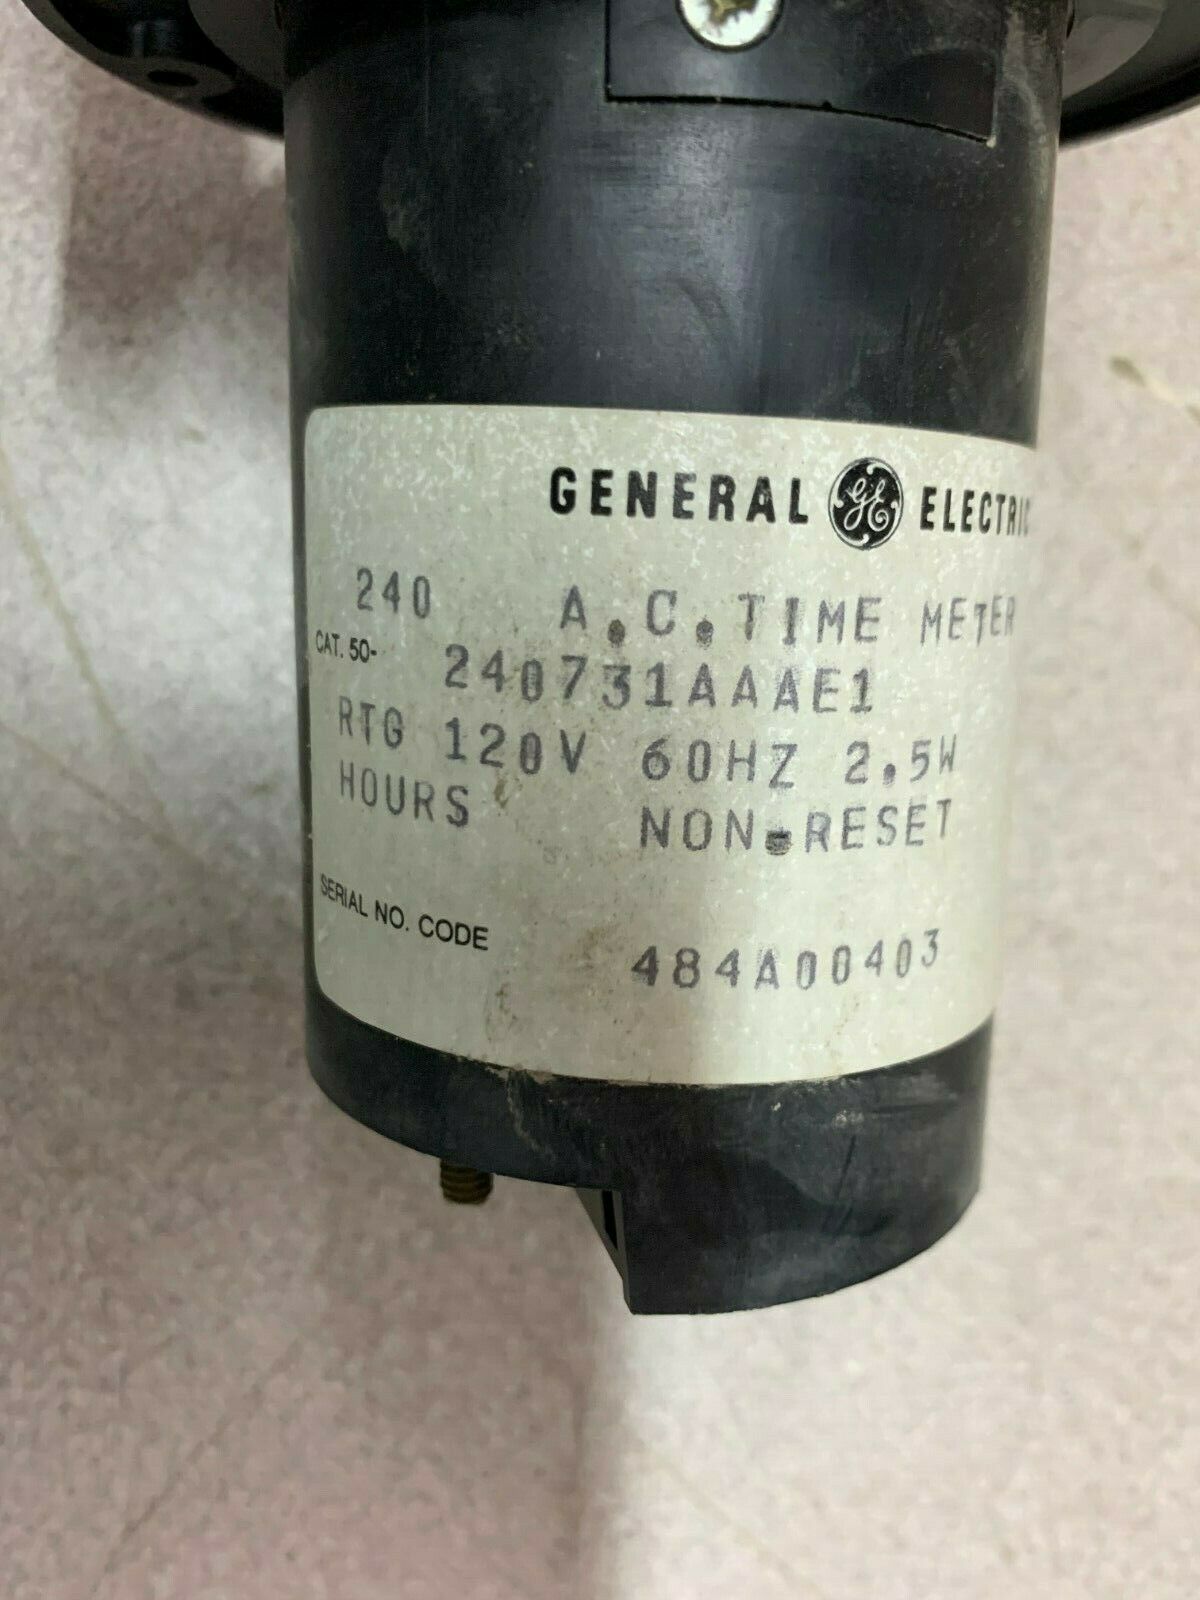 GENERAL GE ELECTRIC
240 A.C.TIME METER
CAT. 50- 240731AAAE1
RTG 120V 60HZ 2.5W
HOURS NON-RESET
SERIAL NO. CODE 484A00403